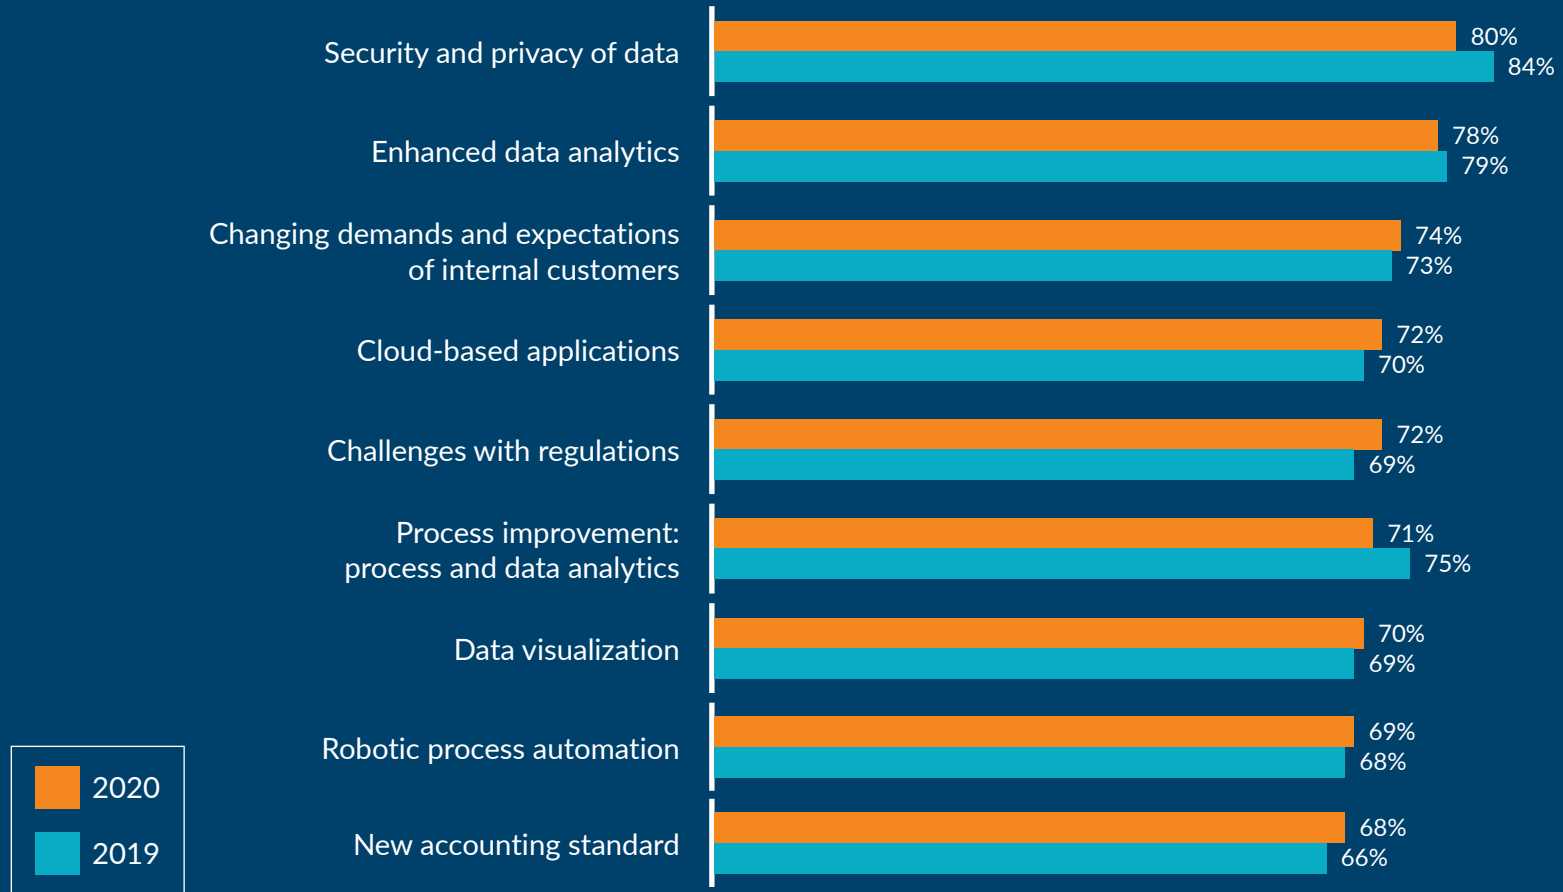 Security and privacy of data
80%
84%
Enhanced data analytics
78%
79%
Changing demands and expectations
of internal customers
74%
73%
Cloud-based applications
72%
70%
Challenges with regulations
72%
69%
Process improvement:
process and data analytics
71%
75%
Data visualization
70%
69%
Robotic process automation
69%
68%
New accounting standard
68%
66%
2020
2019